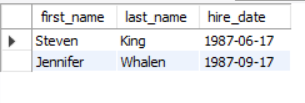 first_name last_name hire_date
Steven King 1987-06-17
Jennifer Whalen 1987-09-17